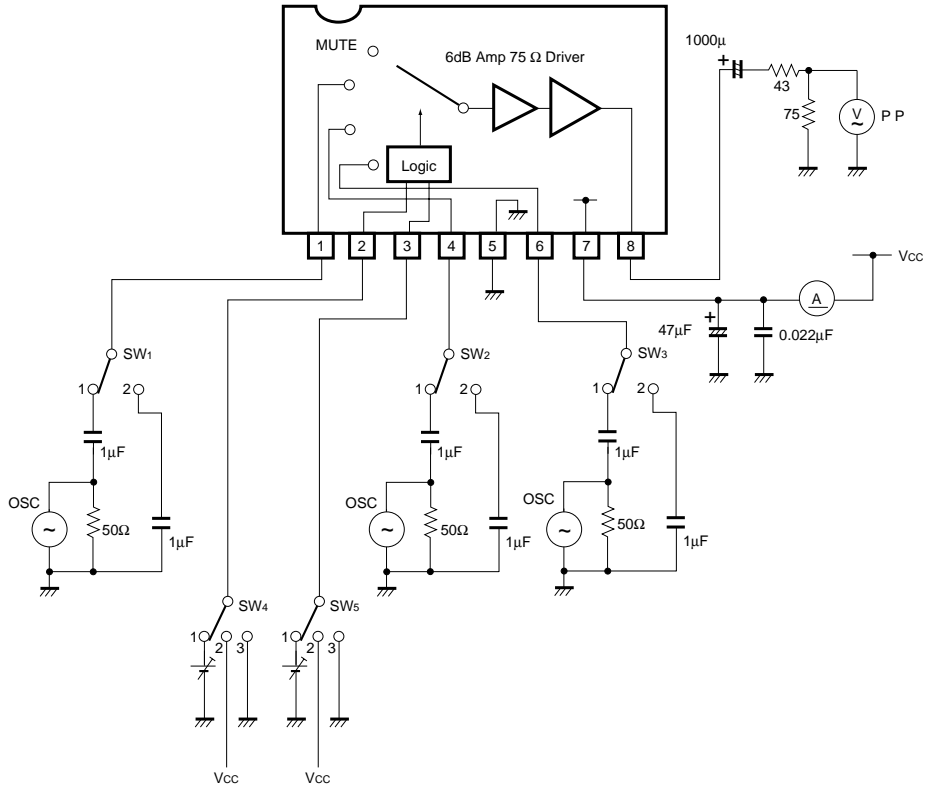 1000μ
+
MUTE
6dB Amp 75 Ω Driver
43
75
V
~
P P
Logic
1 2 3 4 5 6 7 8
Vcc
A
+
47μF
0.022μF
SW1
SW2
SW3
1 2
1 2
1 2
1μF
1μF
1μF
OSC
~
50Ω
1μF
OSC
~
50Ω
1μF
OSC
~
50Ω
1μF
SW4
SW5
1 2 3
1 2 3
Vcc
Vcc